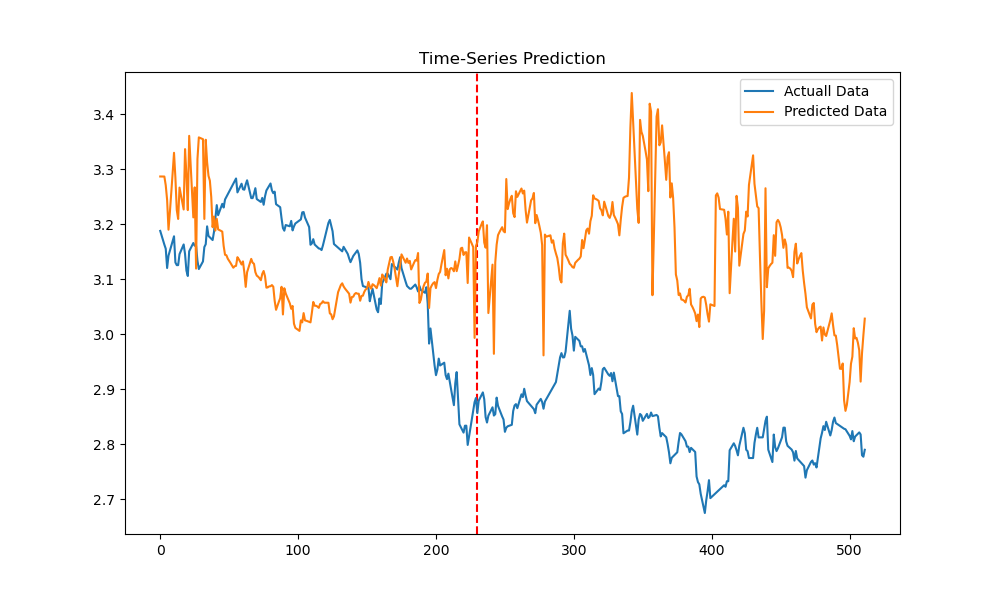 Time-Series Prediction
Actuall Data
Predicted Data
3.4
3.3
3.2
3.1
3.0
2.9
2.8
2.7
0 100 200 300 400 500